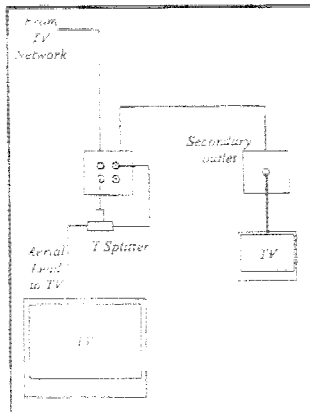 From
TV
Network
Secondary
outlet
T Splitter
Aerial
Lead
to TV
TV
TV